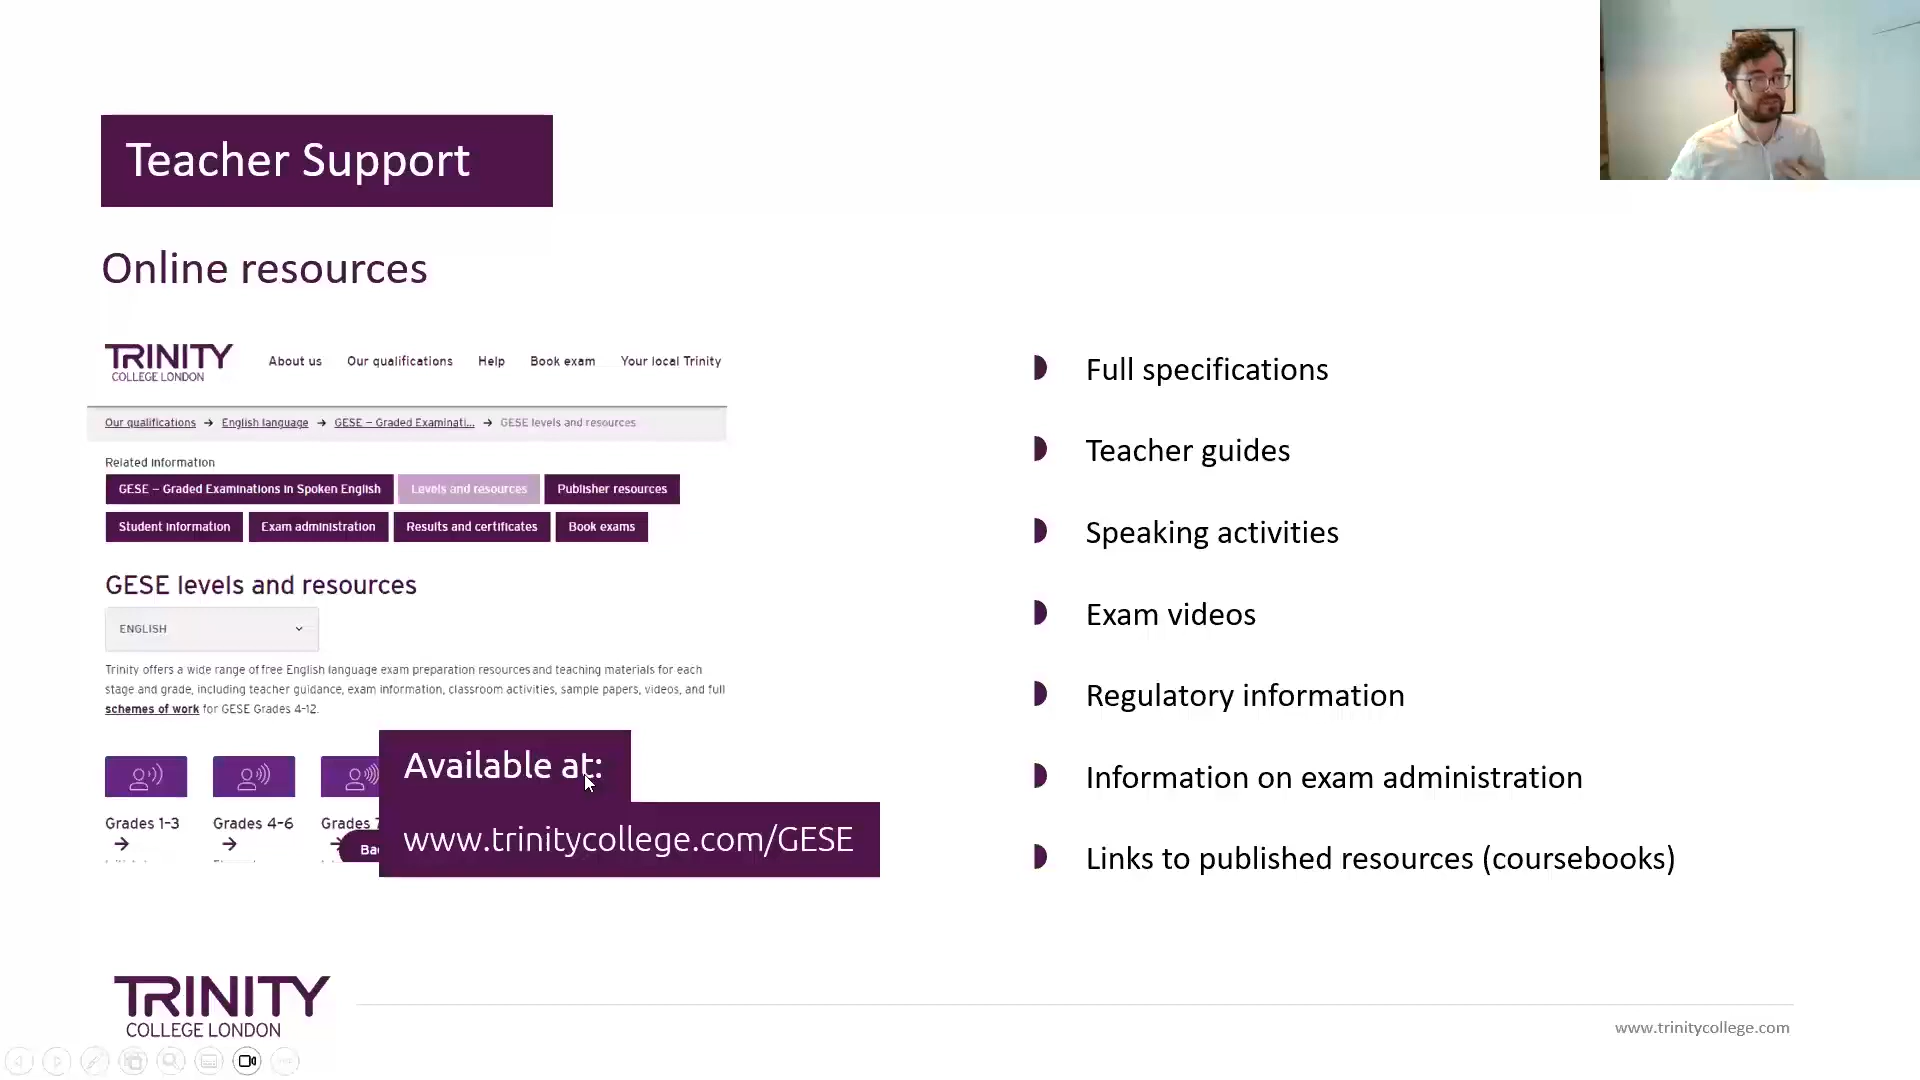 Teacher Support
Online resources
TRINITY
COLLEGE LONDON
About us
Our qualifications
Help
Book exam
Your local Trinity
Our qualifications → English language → GESE – Graded Examinati... → GESE levels and resources
Related information
GESE – Graded Examinations in Spoken English
Levels and resources
Publisher resources
Student information
Exam administration
Results and certificates
Book exams
GESE levels and resources
ENGLISH
Trinity offers a wide range of free English language exam preparation resources and teaching materials for each
stage and grade, including teacher guidance, exam information, classroom activities, sample papers, videos, and full
schemes of work for GESE Grades 4-12.
Grades 1-3
Grades 4-6
Grades
Available at:
www.trinitycollege.com/GESE
Full specifications
Teacher guides
Speaking activities
Exam videos
Regulatory information
Information on exam administration
Links to published resources (coursebooks)
TRINITY
COLLEGE LONDON
www.trinitycollege.com